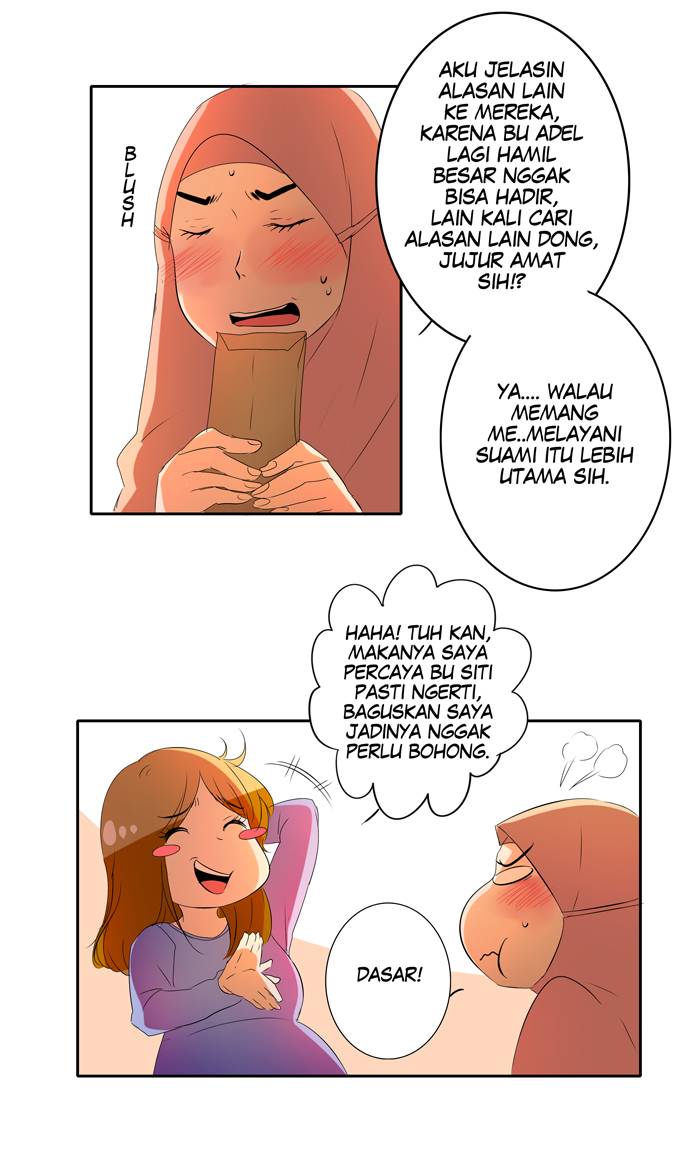 BLUSH
AKU JELASIN
ALASAN LAIN
KE MEREKA,
KARENA BU ADEL
LAGI HAMIL
BESAR NGGAK
BISA HADIR,
LAIN KALI CARI
ALASAN LAIN DONG,
JUJUR AMAT
SIH!?
YA.... WALAU
MEMANG
ME..MELAYANI
SUAMI ITU LEBIH
UTAMA SIH.
HAHA! TUH KAN,
MAKANYA SAYA
PERCAYA BU SITI
PASTI NGERTI,
BAGUSKAN SAYA
JADINYA NGGAK
PERLU BOHONG.
DASAR!